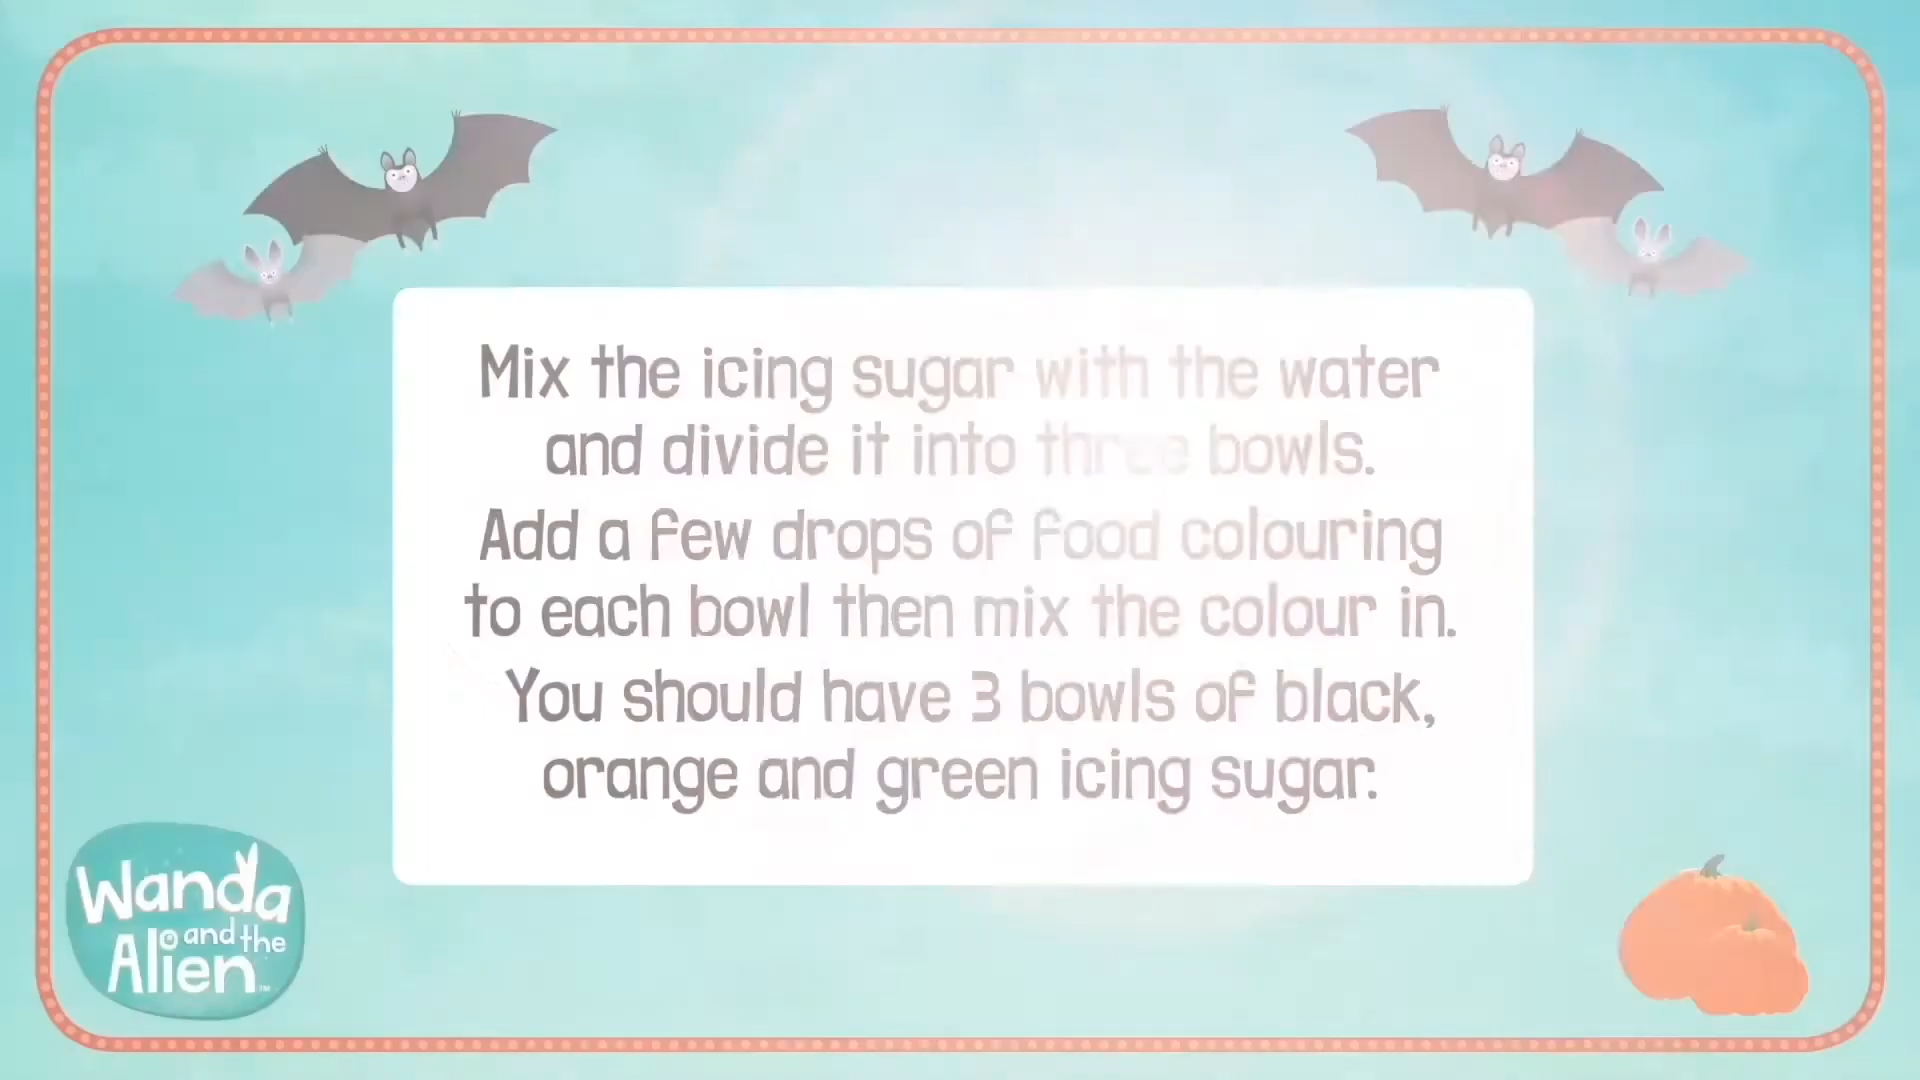 Mix the icing sugar with the water
and divide it into three bowls.
Add a few drops of food colouring
to each bowl then mix the colour in.
You should have 3 bowls of black,
orange and green icing sugar.
Wanda
and the
Alien™